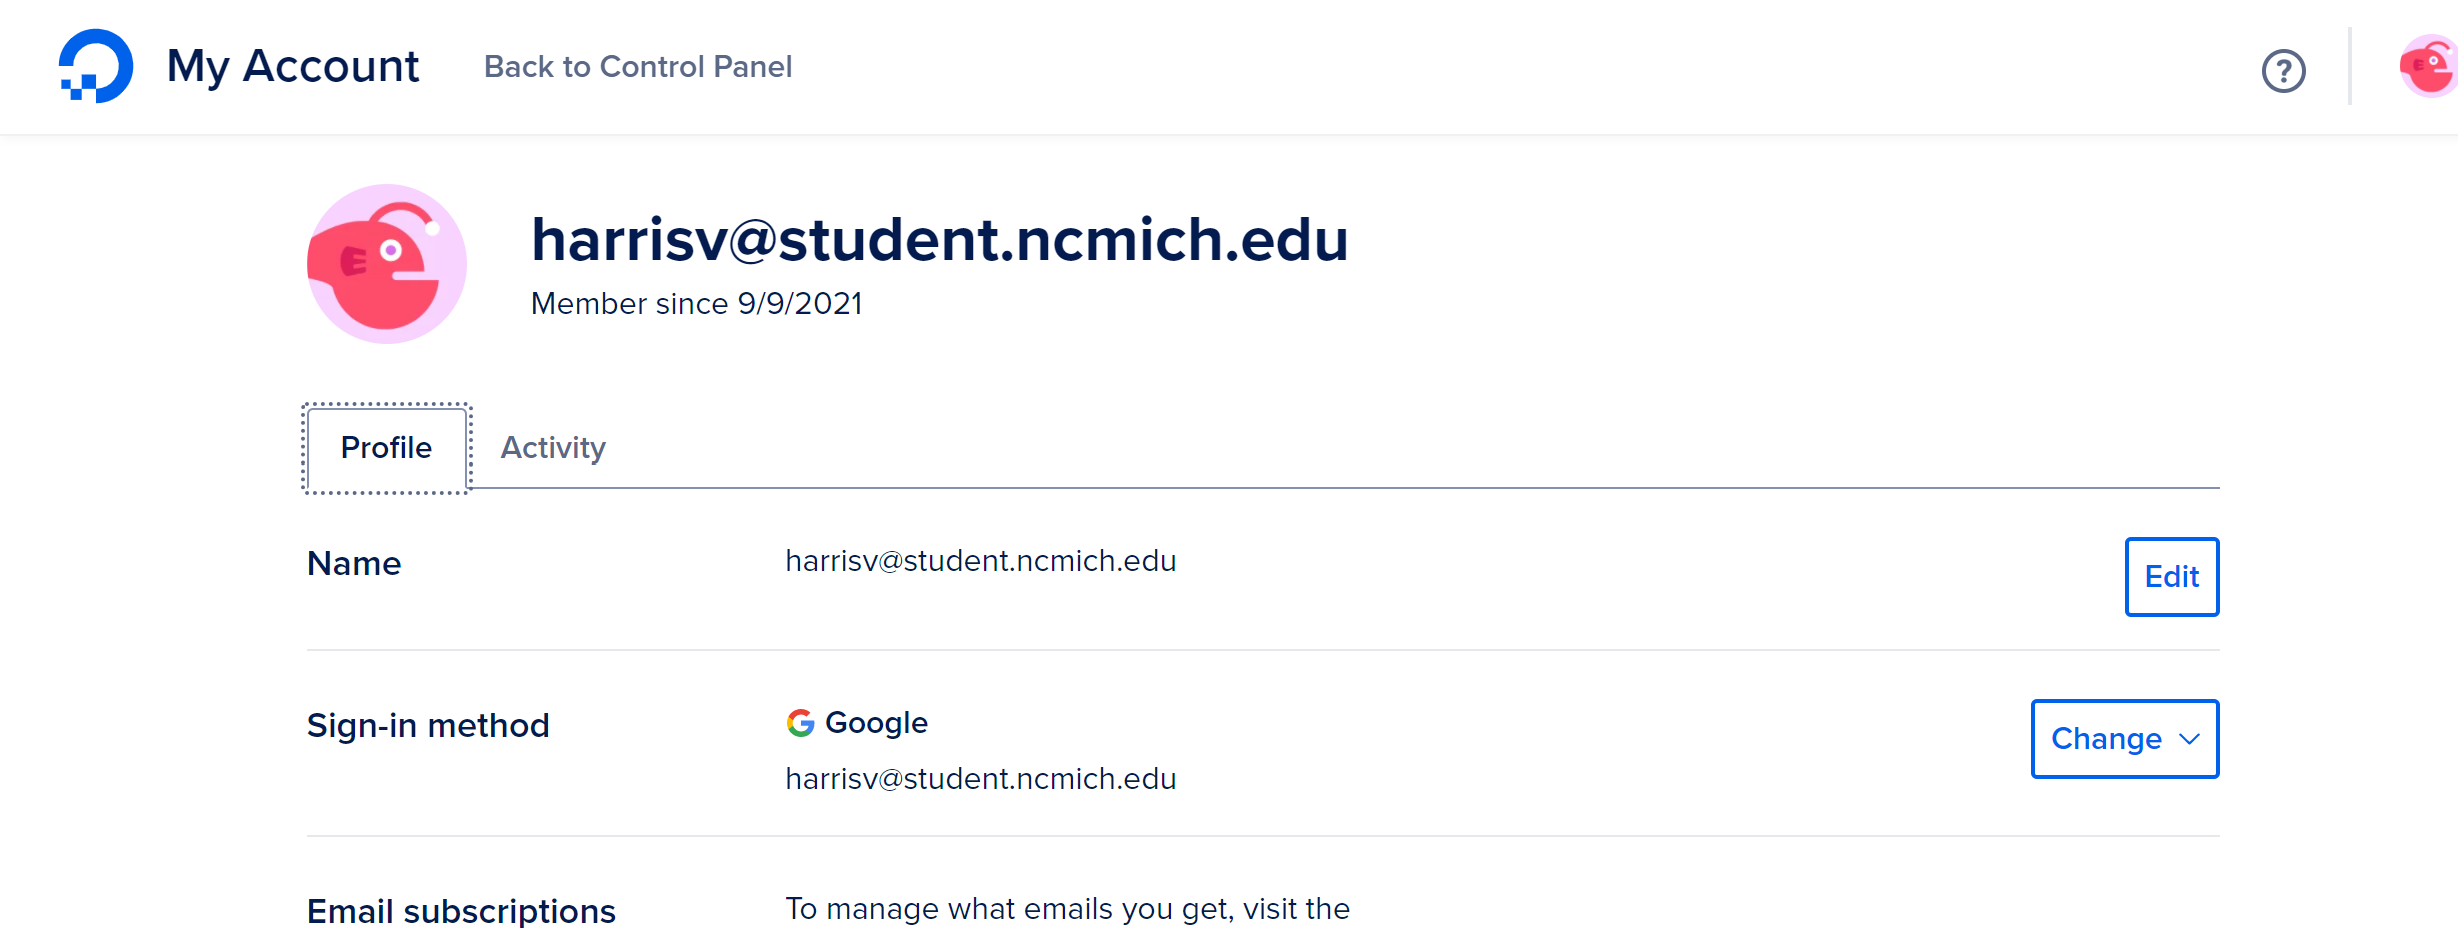 My Account Back to Control Panel ?
harrisv@student.ncmich.edu
Member since 9/9/2021
Profile Activity
Name harrisv@student.ncmich.edu Edit
Sign-in method Google Change
harrisv@student.ncmich.edu
Email subscriptions To manage what emails you get, visit the